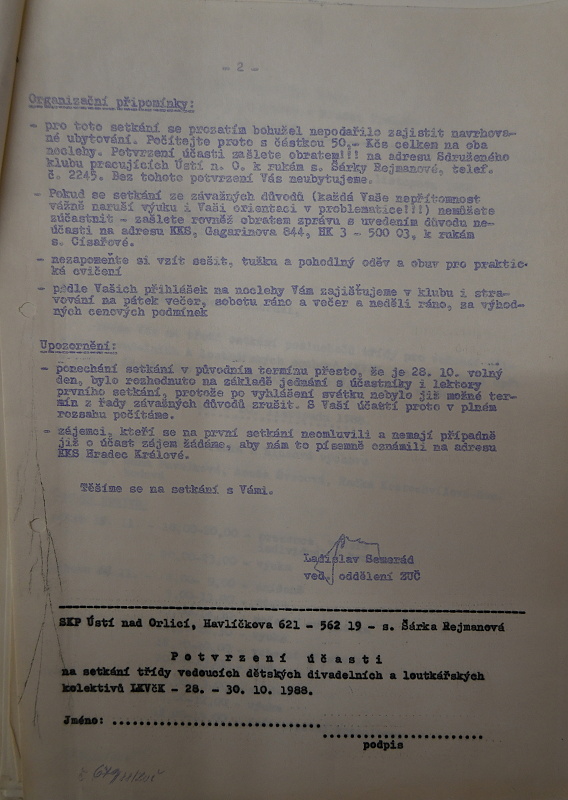 - 2 -
Organizační připomínky:
- pro toto setkání se prozatím bohužel nepodařilo zajistit navrhova-
né ubytování. Počítejte proto s částkou 50,- Kčs celkem na oba
noclehy. Potvrzení účasti zašlete obratem!!! na adresu Sdruženého
klubu pracujících Ústí n. O. k rukám s. Šárky Rejmanové, telef.
č. 2245. Bez tohoto potvrzení Vás neubytujeme.
- Pokud se setkání ze závažných důvodů (každá Vaše nepřítomnost
vážně naruší výuku i Vaši orientaci v problematice!!!) nemůžete
zúčastnit - zašlete rovněž obratem zprávu s uvedením důvodu ne-
účasti na adresu KKS, Gagarinova 844, HK 3 - 500 03, k rukám
s. Císařové.
- nezapomeňte si vzít sešit, tužku a pohodlný oděv a obuv pro praktic-
ká cvičení
- podle Vašich přihlášek na noclehy Vám zajišťujeme v klubu i stra-
vování na pátek večer, sobotu ráno a večer a neděli ráno, za výhod-
ných cenových podmínek
Upozornění:
- ponechání setkání v původním termínu přesto, že je 28. 10. volný
den, bylo rozhodnuto na základě jednání s účastníky i lektory
prvního setkání, protože po vyhlášení svátku nebylo již možné ter-
mín z řady závažných důvodů zrušit. S Vaší účastí proto v plném
rozsahu počítáme.
- zájemci, kteří se na první setkání neomluvili a nemají případně
již o účast zájem žádáme, aby nám to písemně oznámili na adresu
KKS Hradec Králové.
Těšíme se na setkání s Vámi.
Ladislav Semerád
ved. oddělení ZUČ
SKP Ústí nad Orlicí, Havlíčkova 621 - 562 19 - s. Šárka Rejmanová
P o t v r z e n í   ú č a s t i
na setkání třídy vedoucích dětských divadelních a loutkářských
kolektivů LKVČK - 28. - 30. 10. 1988.
Jméno: ........................................
podpis